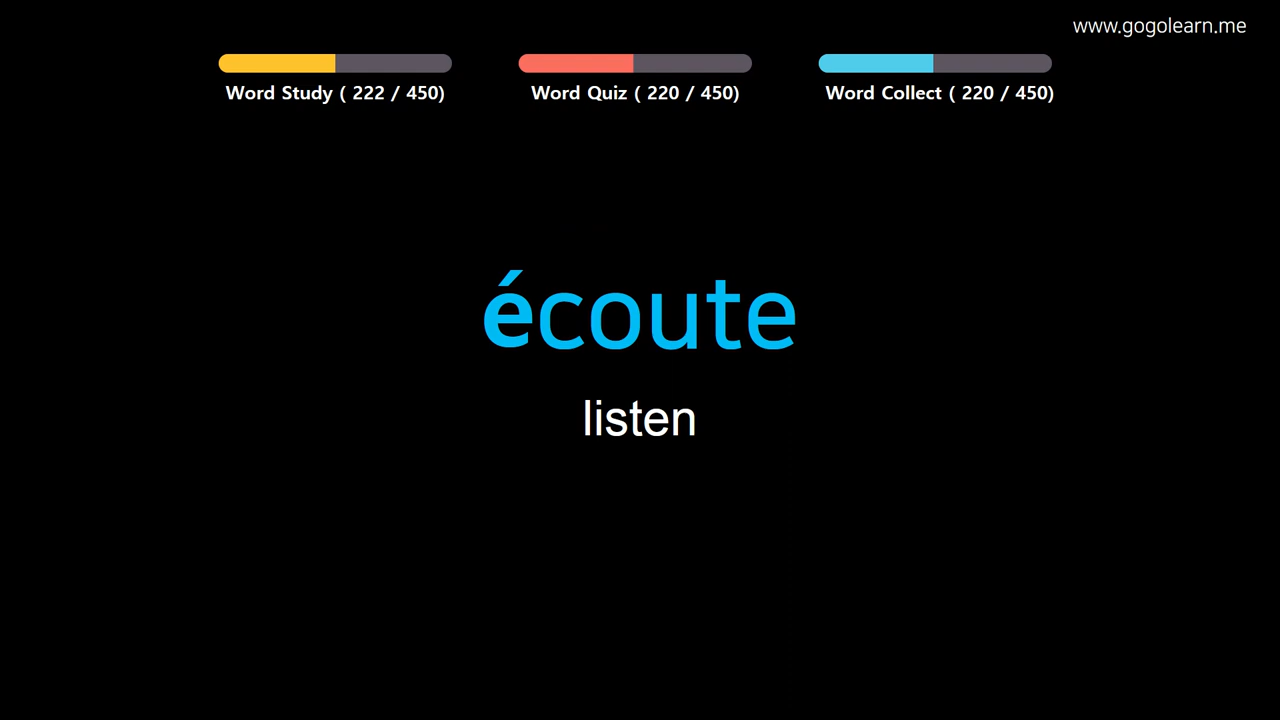 www.gogolearn.me
Word Study ( 222 / 450)
Word Quiz ( 220 / 450)
Word Collect ( 220 / 450)
écoute
listen